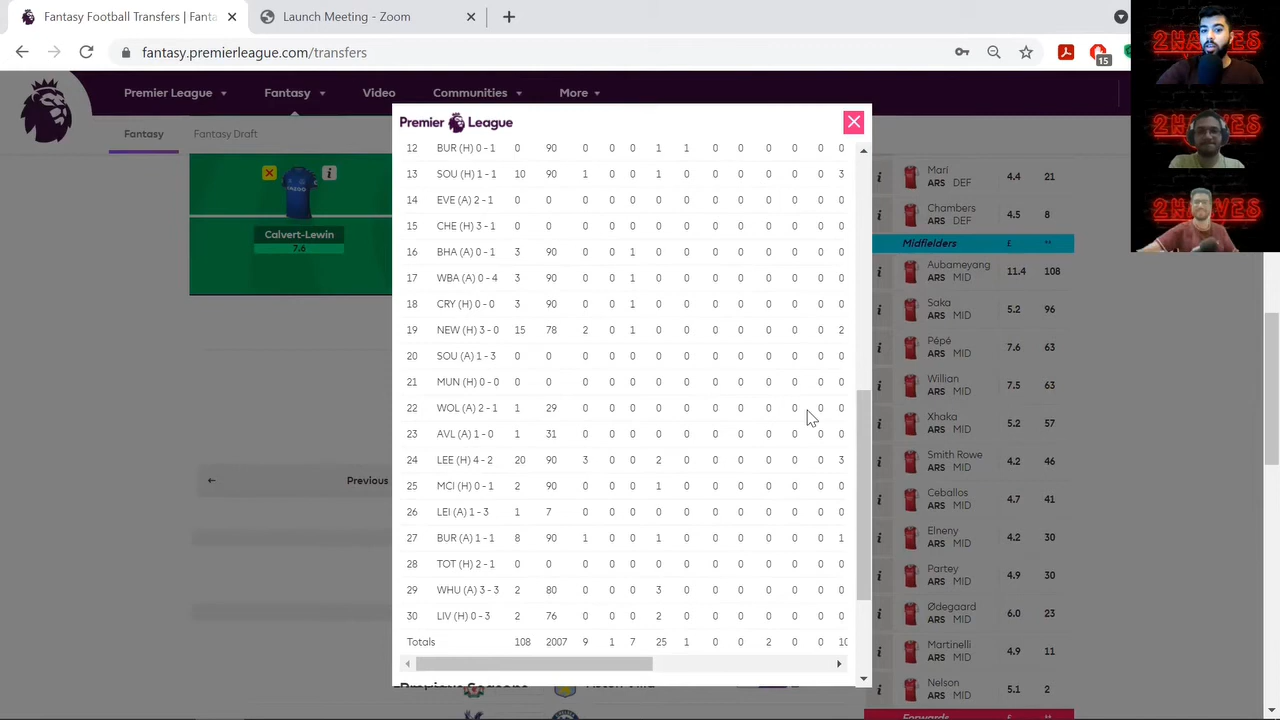 Fantasy Football Transfers | Fanta
Launch Meeting - Zoom
fantasy.premierleague.com/transfers
15
Premier League
Fantasy
Video
Communities
More
Fantasy
Fantasy Draft
Calvert-Lewin
7.6
Previous
Premier League
12 BUR (H) 0 - 1 90 0 0 0 1 1 0 0 0 0 0 0
13 SOU (H) 1 - 1 10 90 1 0 0 1 0 0 0 0 0 0 3
14 EVE (A) 2 - 1 0 0 0 0 0 0 0 0 0 0 0 0 0
15 CHE (H) 3 - 1 0 0 0 0 0 0 0 0 0 0 0 0 0
16 BHA (A) 0 - 1 3 90 0 0 1 0 0 0 0 0 0 0 0
17 WBA (A) 0 - 4 3 90 0 0 1 0 0 0 0 0 0 0 0
18 CRY (H) 0 - 0 3 90 0 0 1 0 0 0 0 0 0 0 0
19 NEW (H) 3 - 0 15 78 2 0 1 0 0 0 0 0 0 0 2
20 SOU (A) 1 - 3 0 0 0 0 0 0 0 0 0 0 0 0 0
21 MUN (H) 0 - 0 0 0 0 0 0 0 0 0 0 0 0 0 0
22 WOL (A) 2 - 1 1 29 0 0 0 0 0 0 0 0 0 0 0
23 AVL (A) 1 - 0 1 31 0 0 0 0 0 0 0 0 0 0 0
24 LEE (H) 4 - 2 20 90 3 0 0 2 0 0 0 0 0 0 3
25 MCI (H) 0 - 1 2 90 0 0 0 1 0 0 0 0 0 0 0
26 LEI (A) 1 - 3 1 7 0 0 0 0 0 0 0 0 0 0 0
27 BUR (A) 1 - 1 8 90 1 0 0 1 0 0 0 0 0 0 1
28 TOT (H) 2 - 1 0 0 0 0 0 0 0 0 0 0 0 0 0
29 WHU (A) 3 - 3 2 80 0 0 0 3 0 0 0 0 0 0 0
30 LIV (H) 0 - 3 2 76 0 0 0 2 0 0 0 0 0 0 0
Totals 108 2007 9 1 7 25 1 0 0 2 0 0 10
Previous Seasons
Marí
ARS DEF 4.4 21
Chambers
ARS DEF 4.5 8
Midfielders £
Aubameyang
ARS MID 11.4 108
Saka
ARS MID 5.2 96
Pépé
ARS MID 7.6 63
Willian
ARS MID 7.5 63
Xhaka
ARS MID 5.2 57
Smith Rowe
ARS MID 4.2 46
Ceballos
ARS MID 4.7 41
Elneny
ARS MID 4.2 30
Partey
ARS MID 4.9 30
Ødegaard
ARS MID 6.0 23
Martinelli
ARS MID 4.9 11
Nelson
ARS MID 5.1 2
Forwards
2HALVES
2HALVES
2HALVES